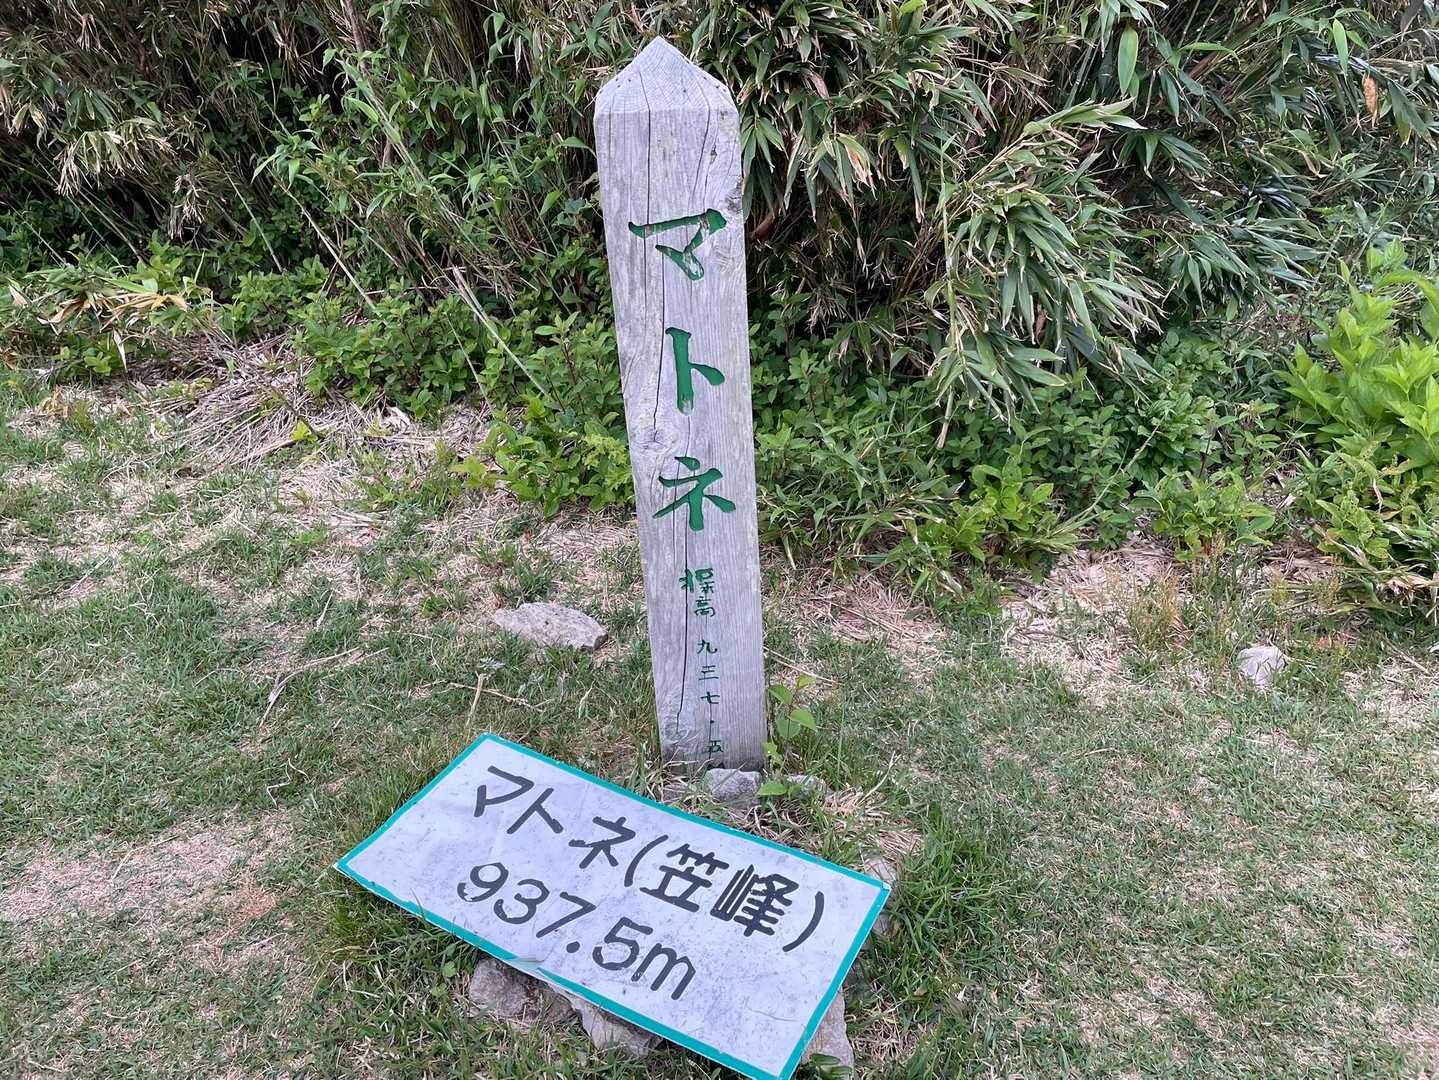 マトネ
標高 九三七・五
マトネ(笠峰)
937.5m